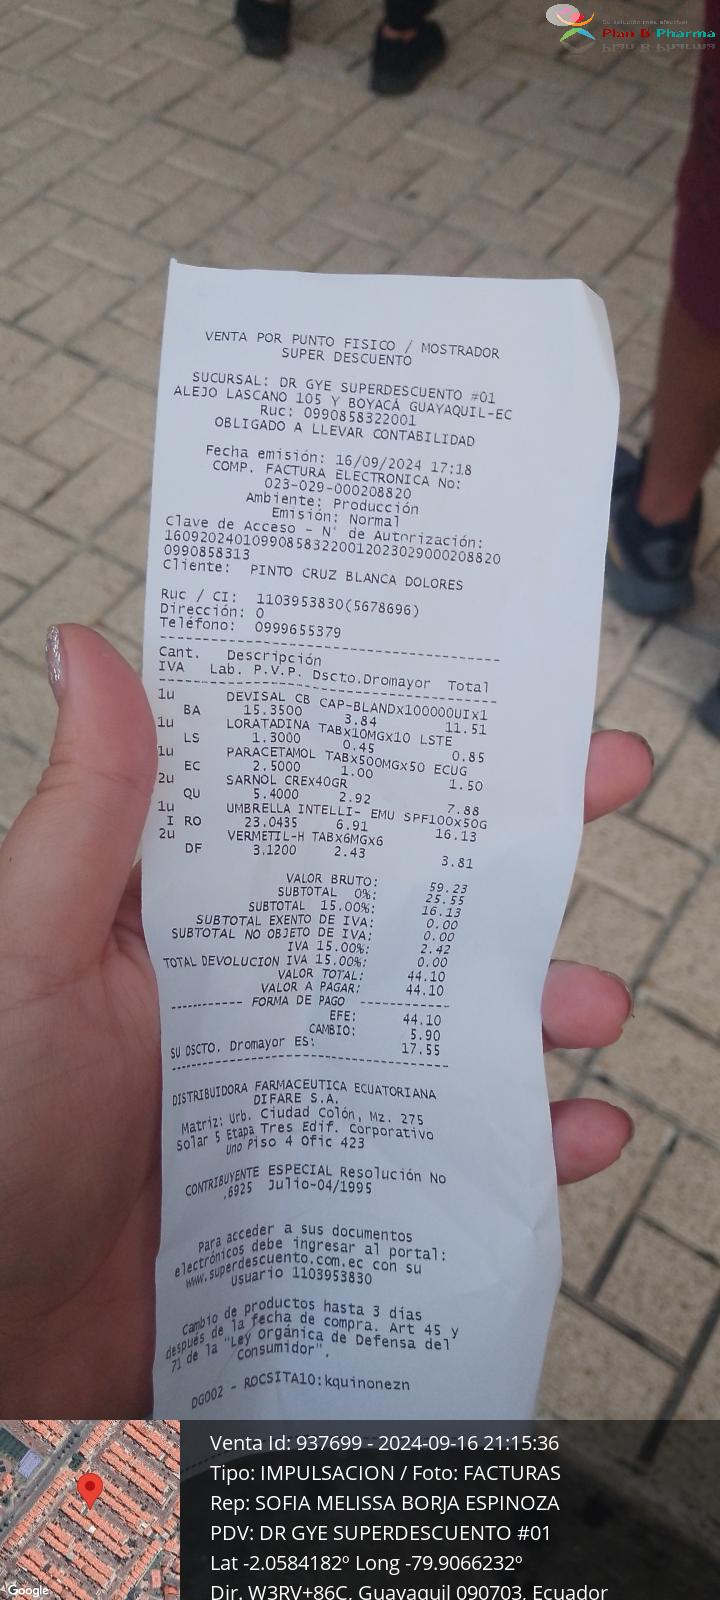 Su solución más efectiva!
Plan B Pharma
VENTA POR PUNTO FISICO / MOSTRADOR
SUPER DESCUENTO
SUCURSAL: DR GYE SUPERDESCUENTO #01
ALEJO LASCANO 105 Y BOYACÁ GUAYAQUIL-EC
Ruc: 0990858322001
OBLIGADO A LLEVAR CONTABILIDAD
Fecha emisión: 16/09/2024 17:18
COMP. FACTURA ELECTRONICA No:
023-029-000208820
Ambiente: Producción
Emisión: Normal
Clave de Acceso - N° de Autorización:
160920240109908583220012023029000208820
0990858313
Cliente: PINTO CRUZ BLANCA DOLORES
Ruc / CI: 1103953830(5678696)
Dirección: 0
Teléfono: 0999655379
Cant. Descripción
IVA Lab. P.V.P. Dscto.Dromayor Total
1u DEVISAL CB CAP-BLANDx100000UIx1
BA 15.3500 3.84 11.51
1u LORATADINA TABx10MGx10 LSTE
LS 1.3000 0.45 0.85
1u PARACETAMOL TABx500MGx50 ECUG
EC 2.5000 1.00 1.50
2u SARNOL CREx40GR
QU 5.4000 2.92 7.88
1u UMBRELLA INTELLI- EMU SPF100x50G
I RO 23.0435 6.91 16.13
2u VERMETIL-H TABx6MGx6
DF 3.1200 2.43 3.81
VALOR BRUTO: 59.23
SUBTOTAL 0%: 25.55
SUBTOTAL 15.00%: 16.13
SUBTOTAL EXENTO DE IVA: 0.00
SUBTOTAL NO OBJETO DE IVA: 0.00
IVA 15.00%: 2.42
TOTAL DEVOLUCION IVA 15.00%: 0.00
VALOR TOTAL: 44.10
VALOR A PAGAR: 44.10
---------- FORMA DE PAGO ----------
EFE: 44.10
CAMBIO: 5.90
SU DSCTO. Dromayor ES: 17.55
DISTRIBUIDORA FARMACEUTICA ECUATORIANA
DIFARE S.A.
Matriz: Urb. Ciudad Colón, Mz. 275
Solar 5 Etapa Tres Edif. Corporativo
Uno Piso 4 Ofic 423
CONTRIBUYENTE ESPECIAL Resolución No
.6925 Julio-04/1995
Para acceder a sus documentos
electrónicos debe ingresar al portal:
www.superdescuento.com.ec con su
Usuario 1103953830
Cambio de productos hasta 3 días
después de la fecha de compra. Art 45 y
71 de la "Ley Orgánica de Defensa del
Consumidor".
DG002 - ROCSITA10:kquinonezn
Venta Id: 937699 - 2024-09-16 21:15:36
Tipo: IMPULSACION / Foto: FACTURAS
Rep: SOFIA MELISSA BORJA ESPINOZA
PDV: DR GYE SUPERDESCUENTO #01
Lat -2.0584182º Long -79.9066232º
Dir. W3RV+86C, Guayaquil 090703, Ecuador
Google